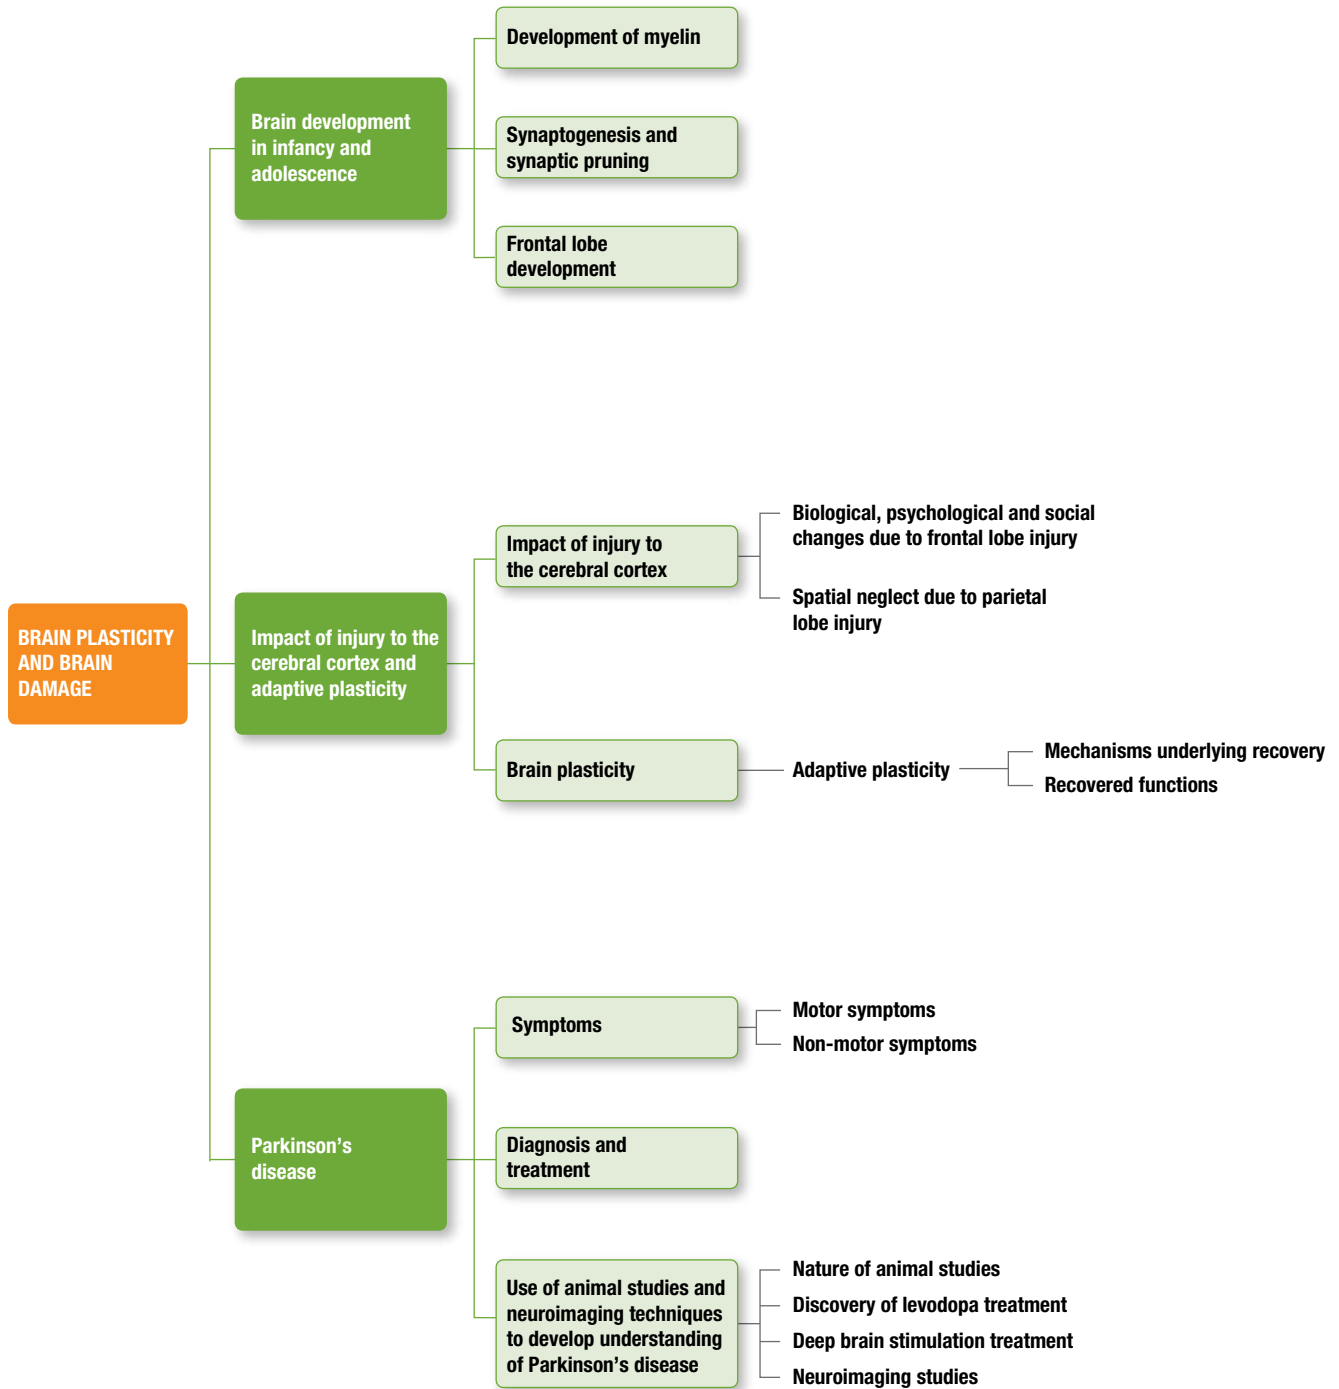 BRAIN PLASTICITY
AND BRAIN
DAMAGE
Brain development
in infancy and
adolescence
Development of myelin
Synaptogenesis and
synaptic pruning
Frontal lobe
development
Impact of injury to the
cerebral cortex and
adaptive plasticity
Impact of injury to
the cerebral cortex
Biological, psychological and social
changes due to frontal lobe injury
Spatial neglect due to parietal
lobe injury
Brain plasticity
Adaptive plasticity
Mechanisms underlying recovery
Recovered functions
Parkinson’s
disease
Symptoms
Motor symptoms
Non-motor symptoms
Diagnosis and
treatment
Use of animal studies and
neuroimaging techniques
to develop understanding
of Parkinson’s disease
Nature of animal studies
Discovery of levodopa treatment
Deep brain stimulation treatment
Neuroimaging studies